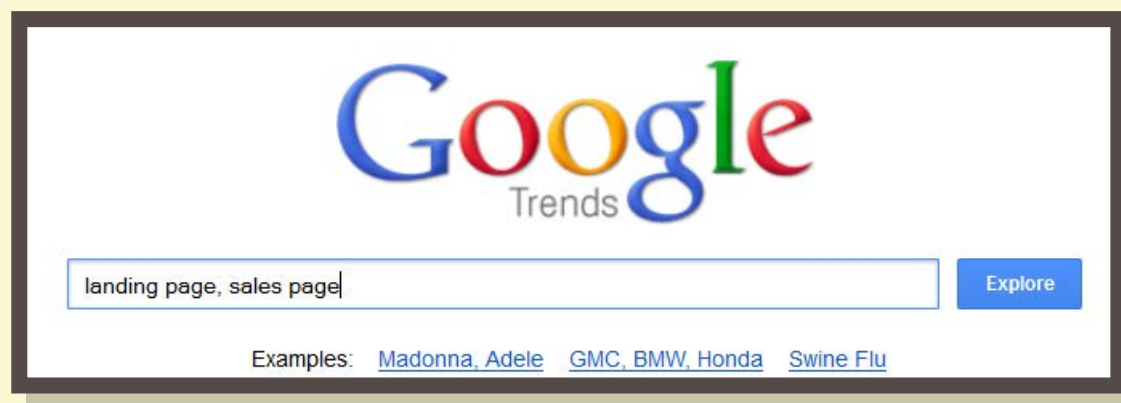 Google
Trends
landing page, sales page
Explore
Examples: Madonna, Adele GMC, BMW, Honda Swine Flu